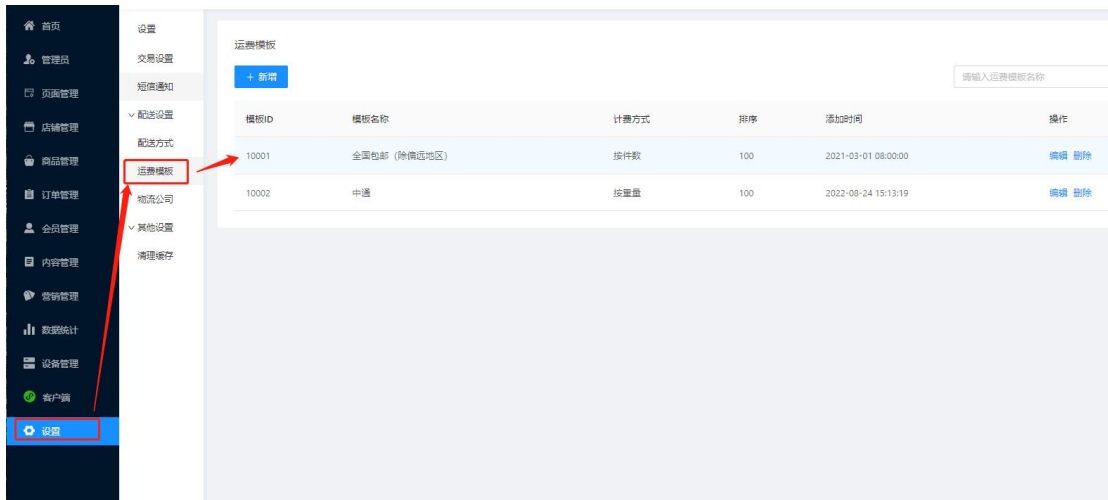 首页
管理员
页面管理
店铺管理
商品管理
订单管理
会员管理
内容管理
营销管理
数据统计
设备管理
客户端
设置
设置
交易设置
短信通知
配送设置
配送方式
运费模板
物流公司
其他设置
清理缓存
运费模板
+ 新增
请输入运费模板名称
模板ID 模板名称 计费方式 排序 添加时间 操作
10001 全国包邮（除偏远地区） 按件数 100 2021-03-01 08:00:00 编辑 删除
10002 中通 按重量 100 2022-08-24 15:13:19 编辑 删除